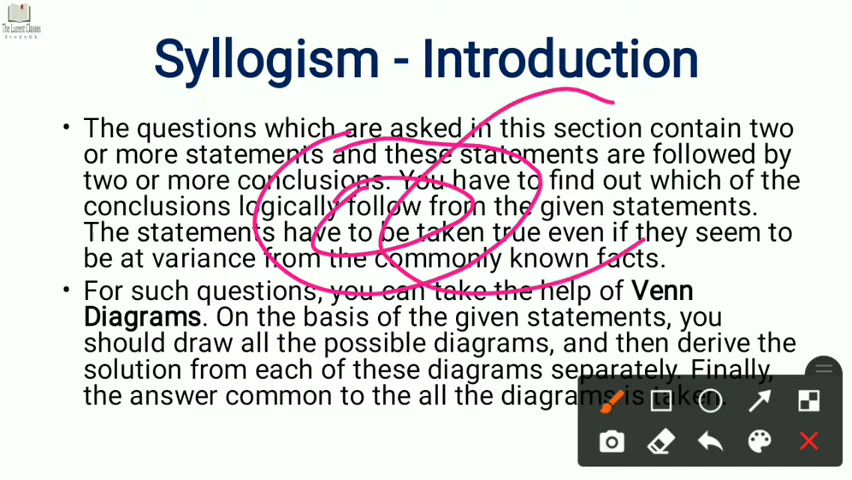 The Lucent Classes
StudyGk
Syllogism - Introduction
• The questions which are asked in this section contain two
or more statements and these statements are followed by
two or more conclusions. You have to find out which of the
conclusions logically follow from the given statements.
The statements have to be taken true even if they seem to
be at variance from the commonly known facts.
• For such questions, you can take the help of Venn
Diagrams. On the basis of the given statements, you
should draw all the possible diagrams, and then derive the
solution from each of these diagrams separately. Finally,
the answer common to the all the diagrams is taken.